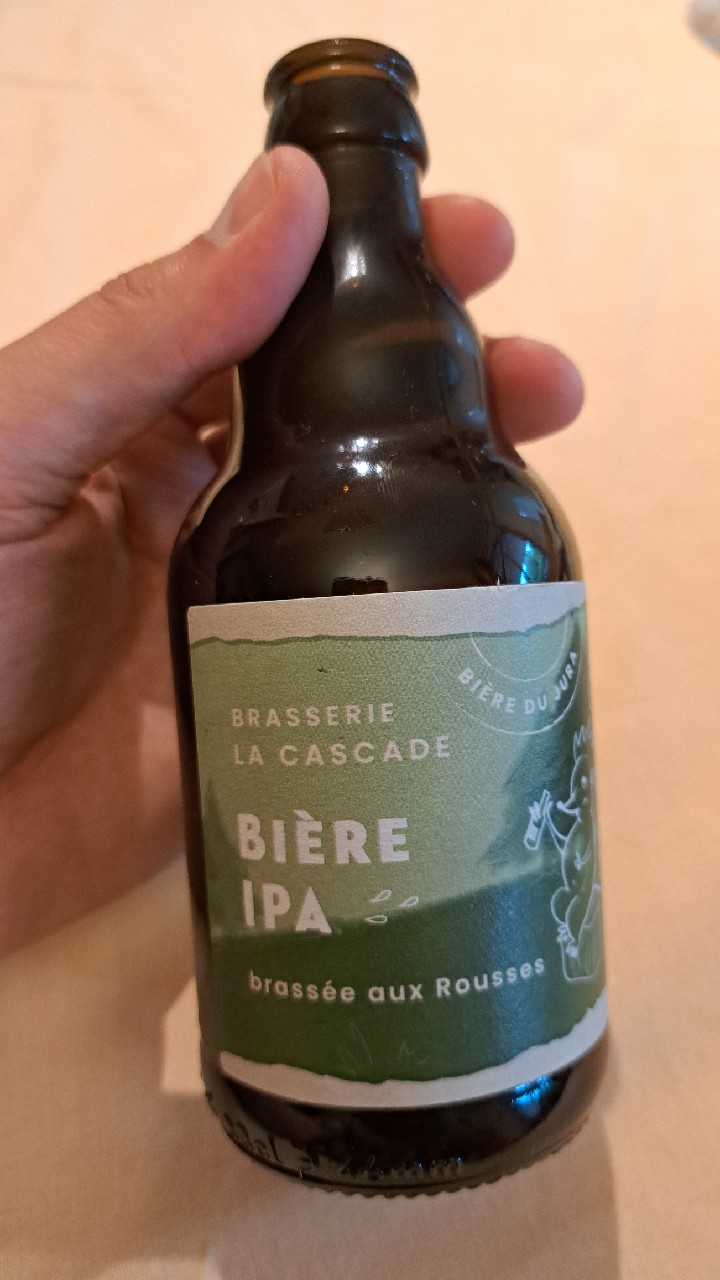 BIÈRE DU JURA
BRASSERIE
LA CASCADE
BIÈRE
IPA
brassée aux Rousses